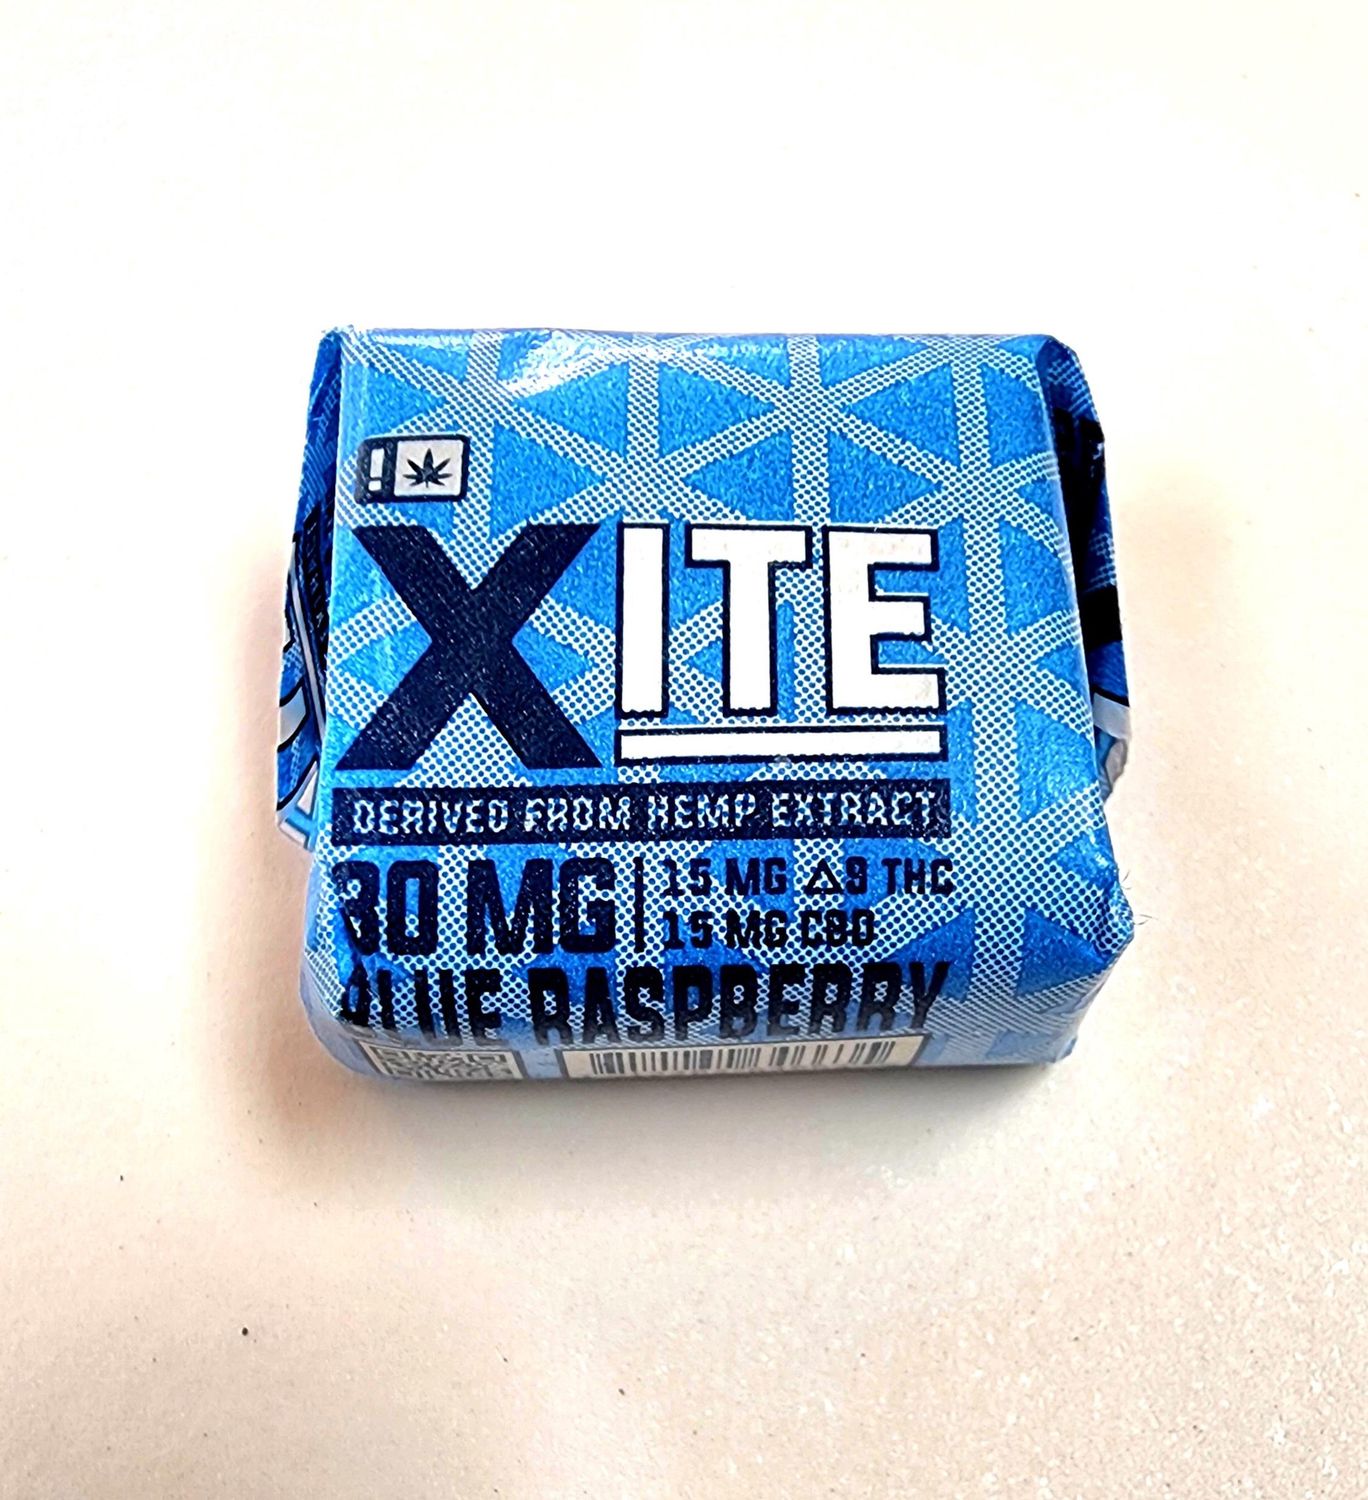 !
XITE
DERIVED FROM HEMP EXTRACT
30 MG
15 MG Δ9 THC
15 MG CBD
BLUE RASPBERRY